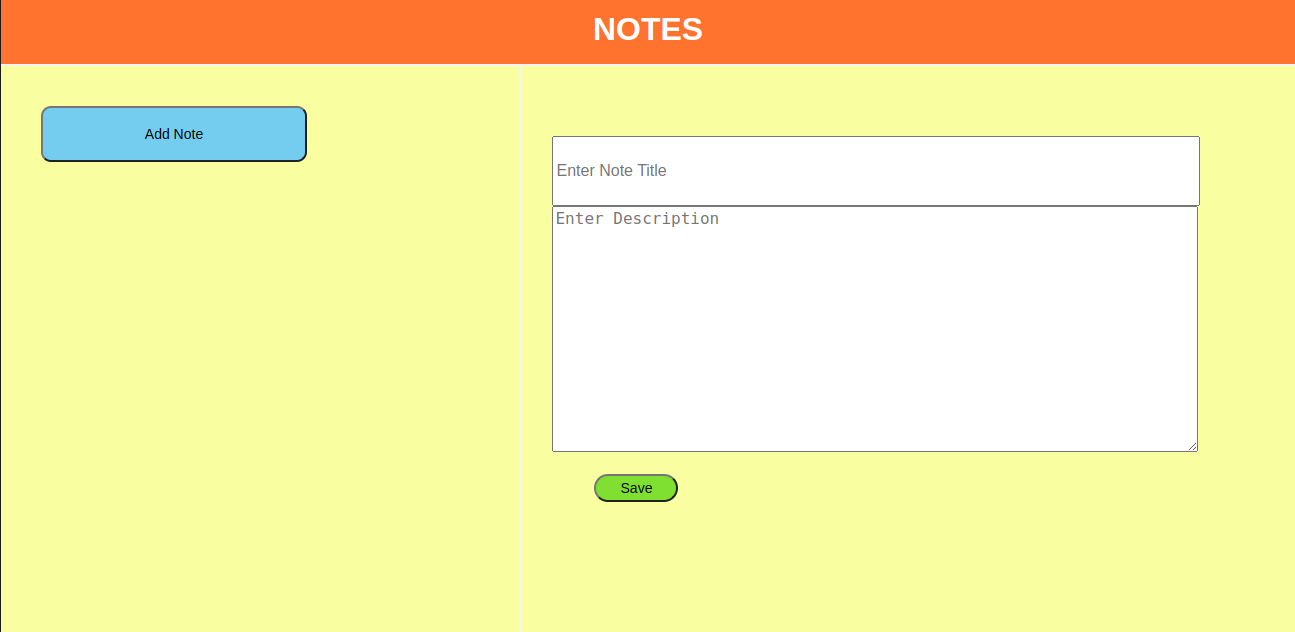 NOTES
Add Note
Enter Note Title
Enter Description
Save